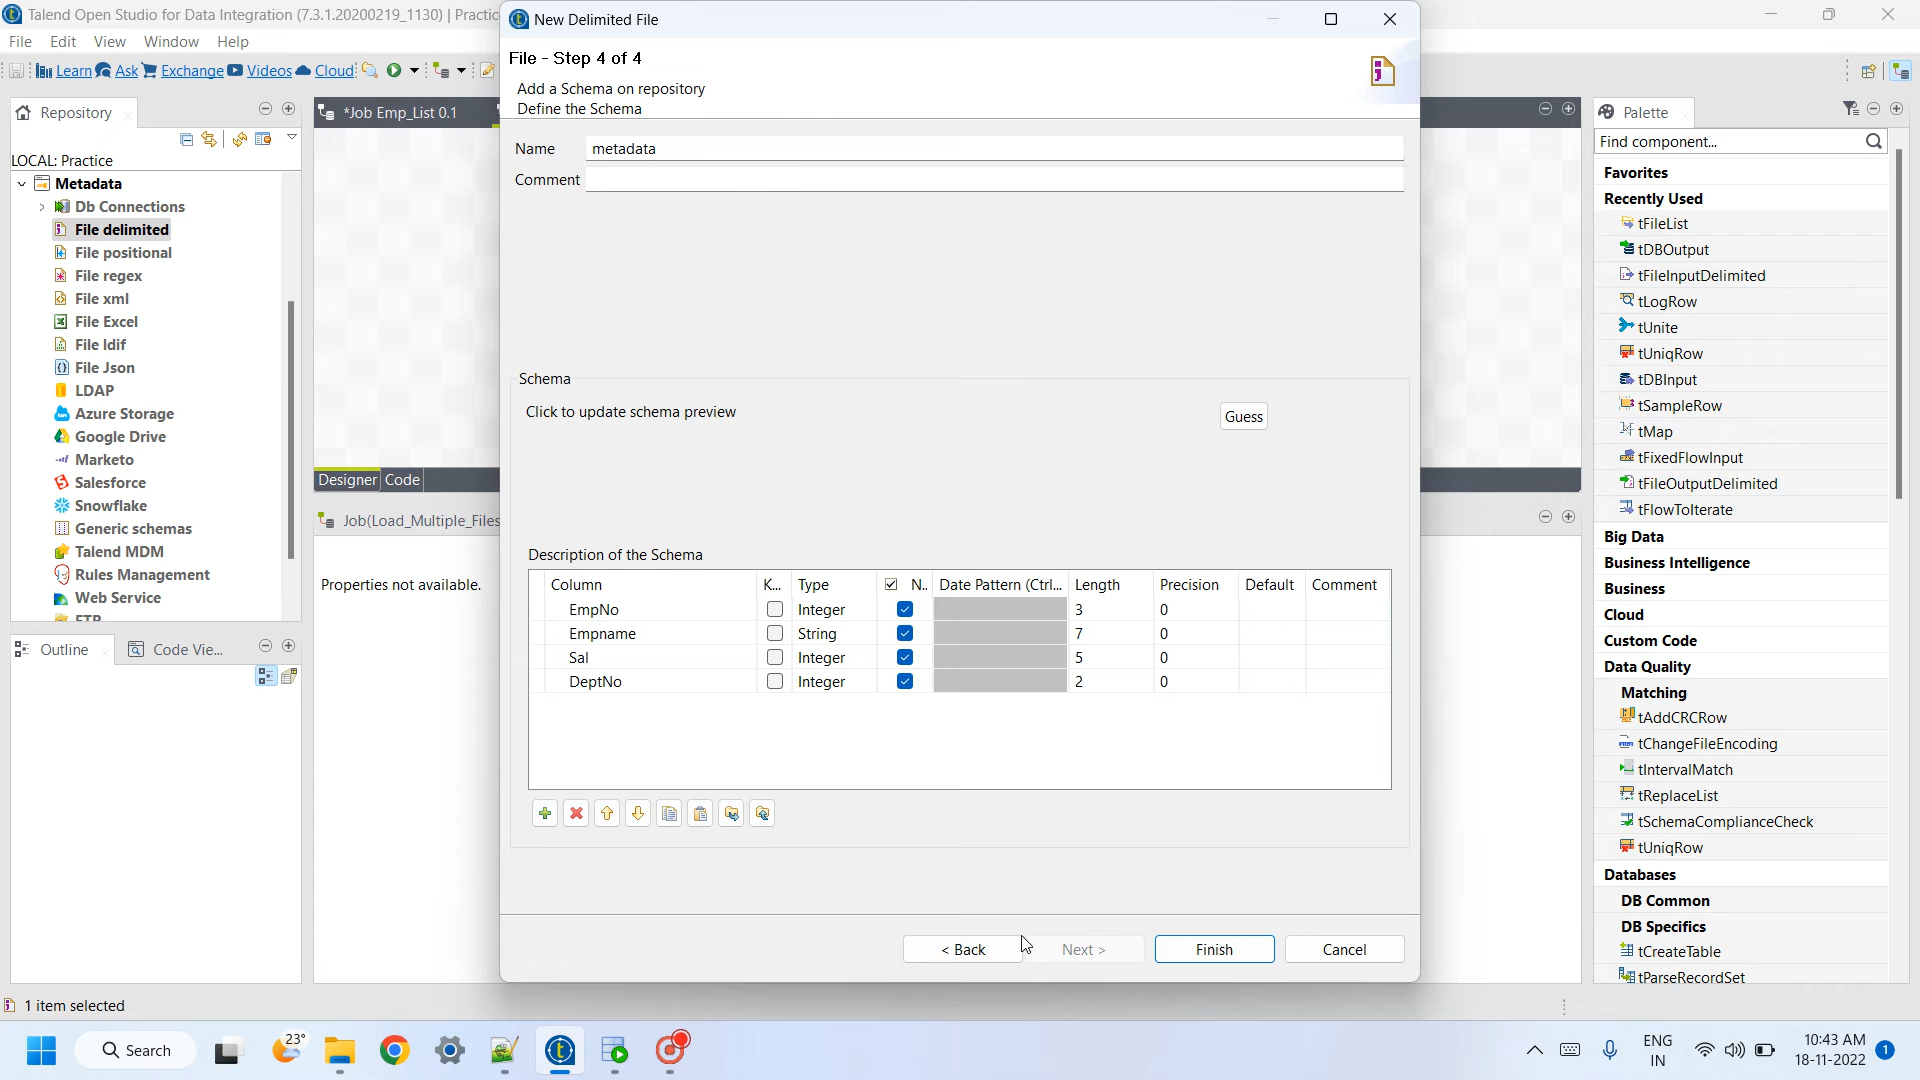 Talend Open Studio for Data Integration (7.3.1.20200219_1130) | Practic
File Edit View Window Help
Learn Ask Exchange Videos Cloud
Repository
LOCAL: Practice
Metadata
Db Connections
File delimited
File positional
File regex
File xml
File Excel
File ldif
File Json
LDAP
Azure Storage
Google Drive
Marketo
Salesforce
Snowflake
Generic schemas
Talend MDM
Rules Management
Web Service
FTP
Outline
Code Vie...
1 item selected
*Job Emp_List 0.1
Designer Code
Job(Load_Multiple_Files
Properties not available.
New Delimited File
File - Step 4 of 4
Add a Schema on repository
Define the Schema
Name metadata
Comment
Schema
Click to update schema preview
Guess
Description of the Schema
Column K... Type N.. Date Pattern (Ctrl... Length Precision Default Comment
EmpNo Integer 3 0
Empname String 7 0
Sal Integer 5 0
DeptNo Integer 2 0
< Back Next > Finish Cancel
Palette
Find component...
Favorites
Recently Used
tFileList
tDBOutput
tFileInputDelimited
tLogRow
tUnite
tUniqRow
tDBInput
tSampleRow
tMap
tFixedFlowInput
tFileOutputDelimited
tFlowToIterate
Big Data
Business Intelligence
Business
Cloud
Custom Code
Data Quality
Matching
tAddCRCRow
tChangeFileEncoding
tIntervalMatch
tReplaceList
tSchemaComplianceCheck
tUniqRow
Databases
DB Common
DB Specifics
tCreateTable
tParseRecordSet
Search
23°
ENG
IN
10:43 AM
18-11-2022
1